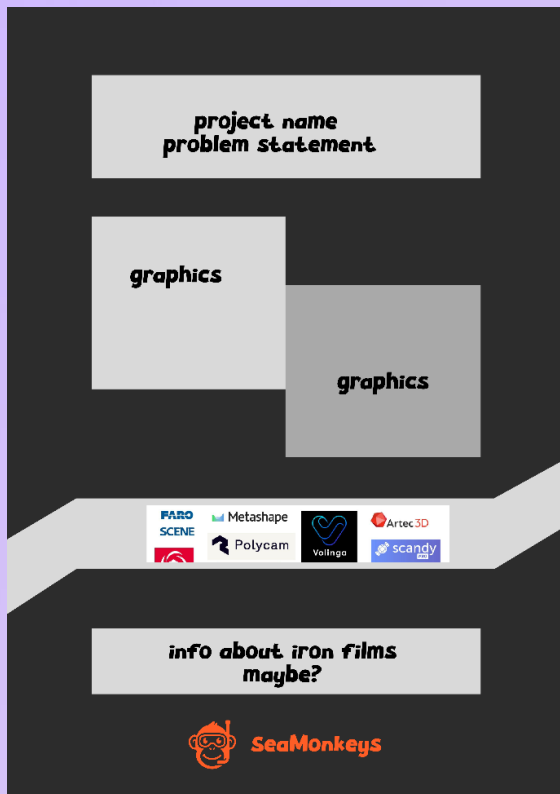 project name
problem statement
graphics
graphics
FARO
SCENE
Metashape
Polycam
Volinga
Artec3D
scandy
PRO
info about iron films
maybe?
SeaMonkeys